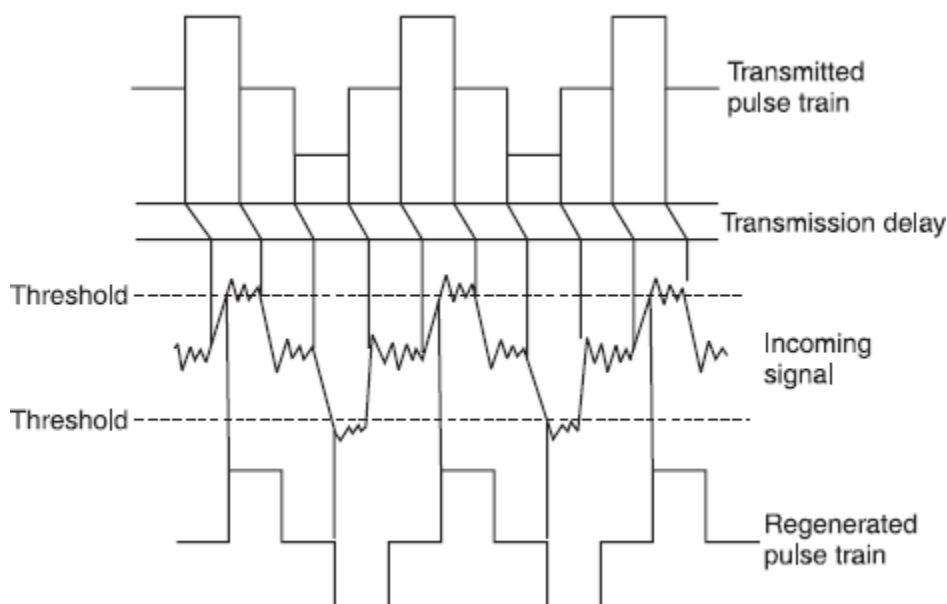 Transmitted
pulse train
Transmission delay
Threshold
Incoming
signal
Threshold
Regenerated
pulse train